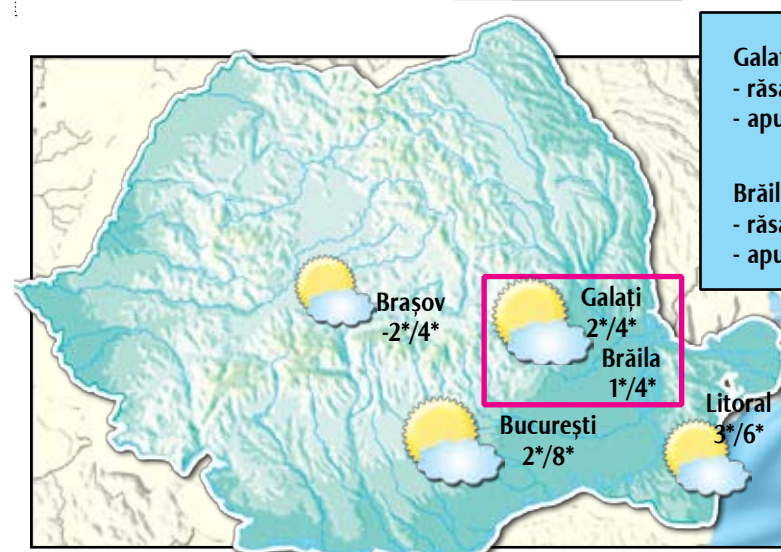 Galaț
- răsă
- apu
Brăil
- răsă
- apu
Brașov
-2*/4*
Galați
2*/4*
Brăila
1*/4*
București
2*/8*
Litoral
3*/6*